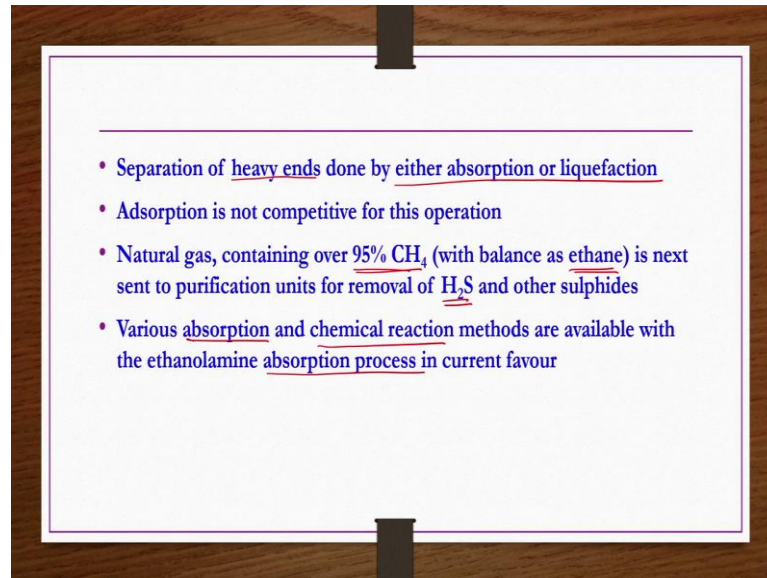 • Separation of heavy ends done by either absorption or liquefaction
• Adsorption is not competitive for this operation
• Natural gas, containing over 95% CH₄ (with balance as ethane) is next
sent to purification units for removal of H₂S and other sulphides
• Various absorption and chemical reaction methods are available with
the ethanolamine absorption process in current favour